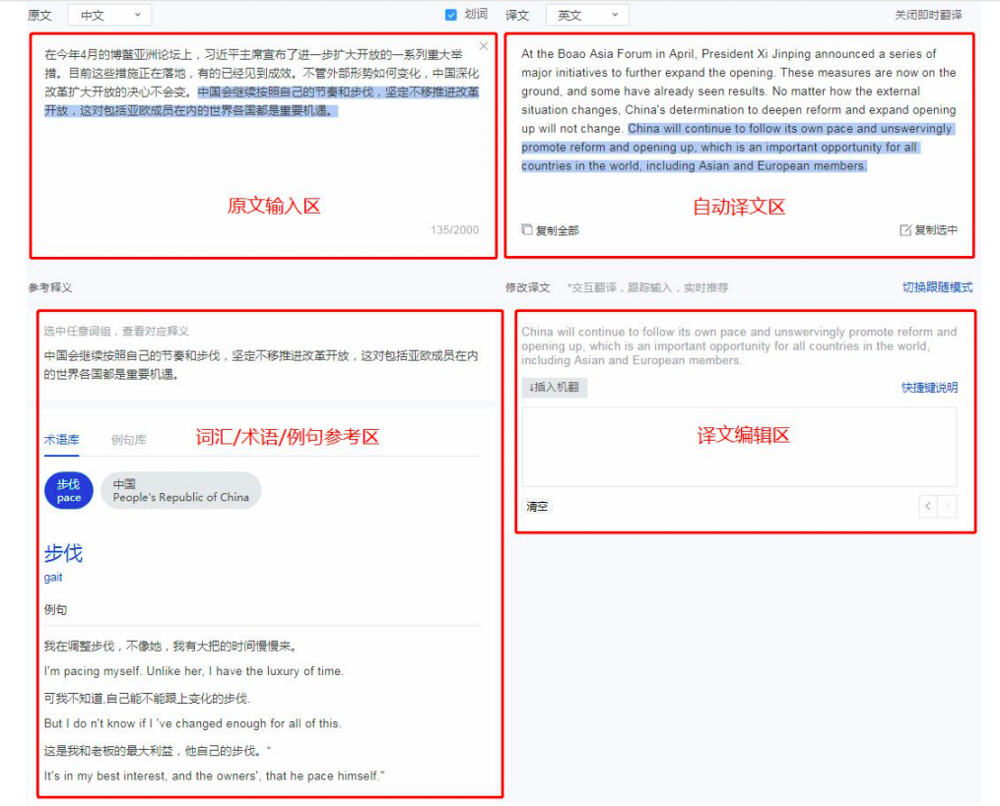 原文 中文 划词 译文 英文 关闭即时翻译
在今年4月的博鳌亚洲论坛上，习近平主席宣布了进一步扩大开放的一系列重大举
措。目前这些措施正在落地，有的已经见到成效。不管外部形势如何变化，中国深化
改革扩大开放的决心不会变。中国会继续按照自己的节奏和步伐，坚定不移推进改革
开放，这对包括亚欧成员在内的世界各国都是重要机遇。
原文输入区
135/2000
At the Boao Asia Forum in April, President Xi Jinping announced a series of
major initiatives to further expand the opening. These measures are now on the
ground, and some have already seen results. No matter how the external
situation changes, China's determination to deepen reform and expand opening
up will not change. China will continue to follow its own pace and unswervingly
promote reform and opening up, which is an important opportunity for all
countries in the world, including Asian and European members.
自动译文区
复制全部 复制选中
参考释义
选中任意词组，查看对应释义
中国会继续按照自己的节奏和步伐，坚定不移推进改革开放，这对包括亚欧成员在内
的世界各国都是重要机遇。
术语库 例句库 词汇/术语/例句参考区
步伐 中国
pace People's Republic of China
步伐
gait
例句
我在调整步伐，不像她，我有大把的时间慢慢来。
I'm pacing myself. Unlike her, I have the luxury of time.
可我不知道,自己能不能跟上变化的步伐.
But I do n't know if I 've changed enough for all of this.
这是我和老板的最大利益，他自己的步伐。“
It's in my best interest, and the owners', that he pace himself.”
修改译文 *交互翻译，跟踪输入，实时推荐 切换跟随模式
China will continue to follow its own pace and unswervingly promote reform and
opening up, which is an important opportunity for all countries in the world,
including Asian and European members.
↓插入机翻 快捷键说明
译文编辑区
清空